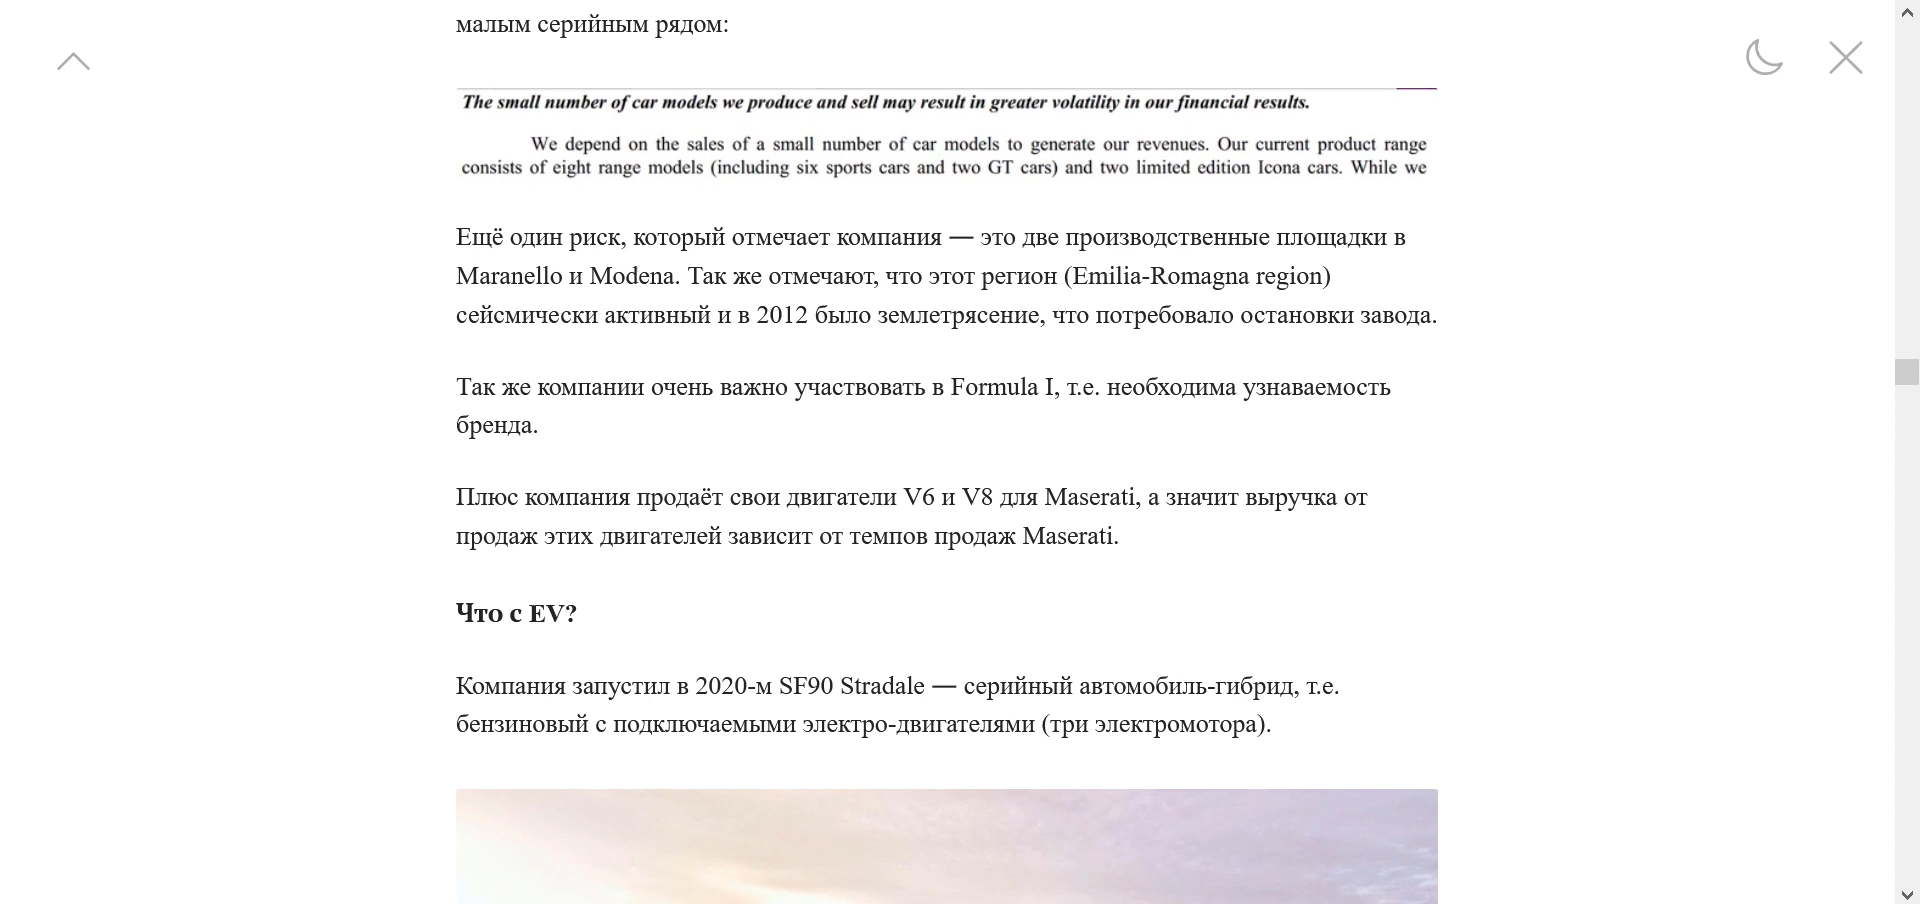 малым серийным рядом:
The small number of car models we produce and sell may result in greater volatility in our financial results.
We depend on the sales of a small number of car models to generate our revenues. Our current product range
consists of eight range models (including six sports cars and two GT cars) and two limited edition Icona cars. While we
Ещё один риск, который отмечает компания — это две производственные площадки в
Maranello и Modena. Так же отмечают, что этот регион (Emilia-Romagna region)
сейсмически активный и в 2012 было землетрясение, что потребовало остановки завода.
Так же компании очень важно участвовать в Formula I, т.е. необходима узнаваемость
бренда.
Плюс компания продаёт свои двигатели V6 и V8 для Maserati, а значит выручка от
продаж этих двигателей зависит от темпов продаж Maserati.
Что с EV?
Компания запустил в 2020-м SF90 Stradale — серийный автомобиль-гибрид, т.е.
бензиновый с подключаемыми электро-двигателями (три электромотора).